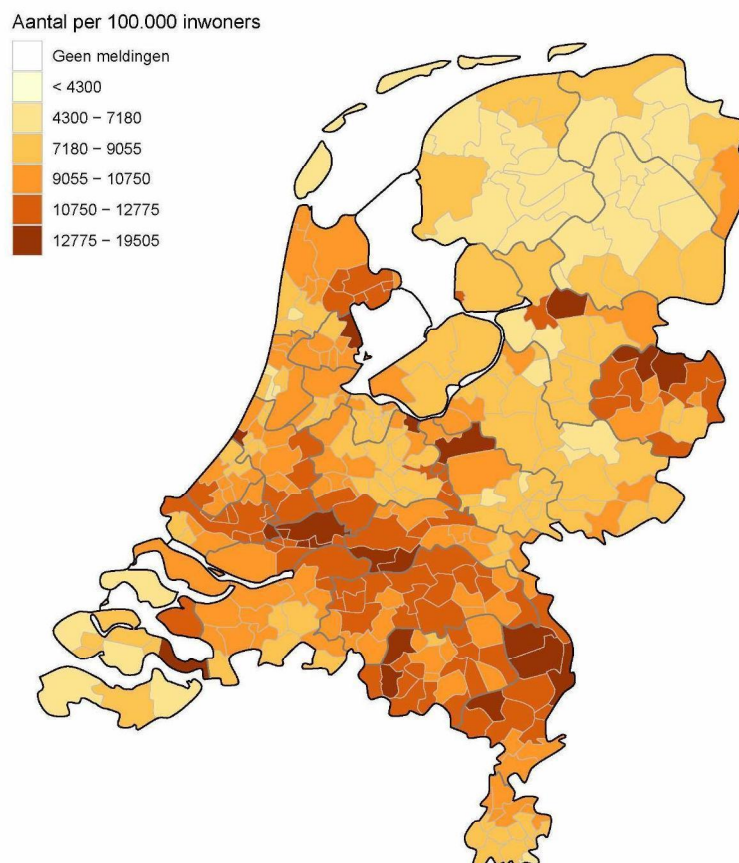 Aantal per 100.000 inwoners
Geen meldingen
< 4300
4300 − 7180
7180 − 9055
9055 − 10750
10750 − 12775
12775 − 19505